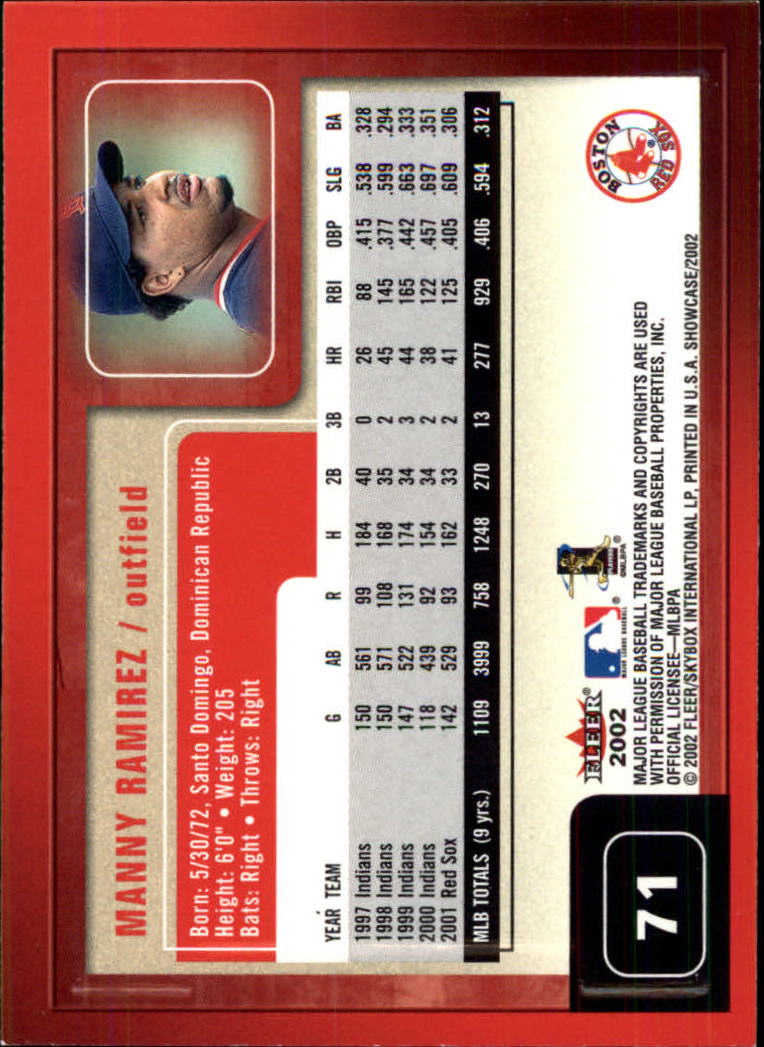 MANNY RAMIREZ / outfield
Born: 5/30/72, Santo Domingo, Dominican Republic
Height: 6'0" • Weight: 205
Bats: Right • Throws: Right
YEAR TEAM G AB R H 2B 3B HR RBI OBP SLG BA
1997 Indians 150 561 99 184 40 0 26 88 .415 .538 .328
1998 Indians 150 571 108 168 35 2 45 145 .377 .599 .294
1999 Indians 147 522 131 174 34 3 44 165 .442 .663 .333
2000 Indians 118 439 92 154 34 2 38 122 .457 .697 .351
2001 Red Sox 142 529 93 162 33 2 41 125 .405 .609 .306
MLB TOTALS (9 yrs.) 1109 3999 758 1248 270 13 277 929 .406 .594 .312
71
FLEER®
2002
MAJOR LEAGUE BASEBALL®
PLAYERS
©MLBPA
BOSTON
RED SOX
®
MAJOR LEAGUE BASEBALL TRADEMARKS AND COPYRIGHTS ARE USED
WITH PERMISSION OF MAJOR LEAGUE BASEBALL PROPERTIES, INC.
OFFICIAL LICENSEE—MLBPA
© 2002 FLEER/SKYBOX INTERNATIONAL LP, PRINTED IN U.S.A. SHOWCASE/2002